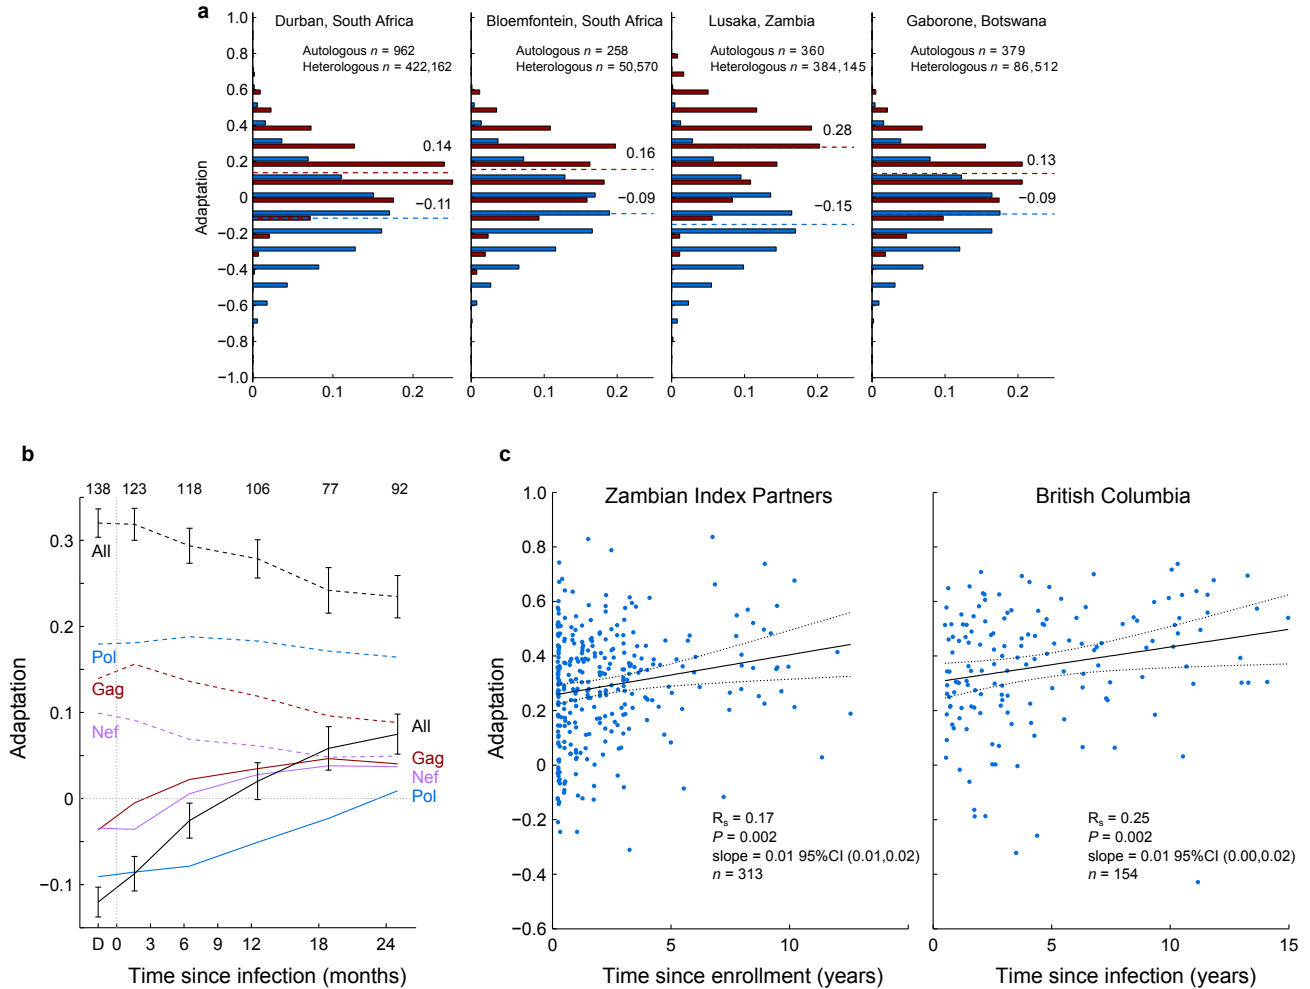 a
Durban, South Africa
Bloemfontein, South Africa
Lusaka, Zambia
Gaborone, Botswana
Autologous n = 962
Heterologous n = 422,162
Autologous n = 258
Heterologous n = 50,570
Autologous n = 360
Heterologous n = 384,145
Autologous n = 379
Heterologous n = 86,512
Adaptation
1.0
0.8
0.6
0.4
0.2
0
−0.2
−0.4
−0.6
−0.8
−1.0
0.14
−0.11
0.16
−0.09
0.28
−0.15
0.13
−0.09
0 0.1 0.2
0 0.1 0.2
0 0.1 0.2
0 0.1 0.2
b
138 123 118 106 77 92
Adaptation
0.3
0.2
0.1
0
−0.1
All
Pol
Gag
Nef
All
Gag
Nef
Pol
D 0 3 6 9 12 18 24
Time since infection (months)
c
Zambian Index Partners
Adaptation
1.0
0.8
0.6
0.4
0.2
0
−0.2
−0.4
−0.6
Rs = 0.17
P = 0.002
slope = 0.01 95%CI (0.01,0.02)
n = 313
0 5 10
Time since enrollment (years)
British Columbia
Rs = 0.25
P = 0.002
slope = 0.01 95%CI (0.00,0.02)
n = 154
0 5 10 15
Time since infection (years)